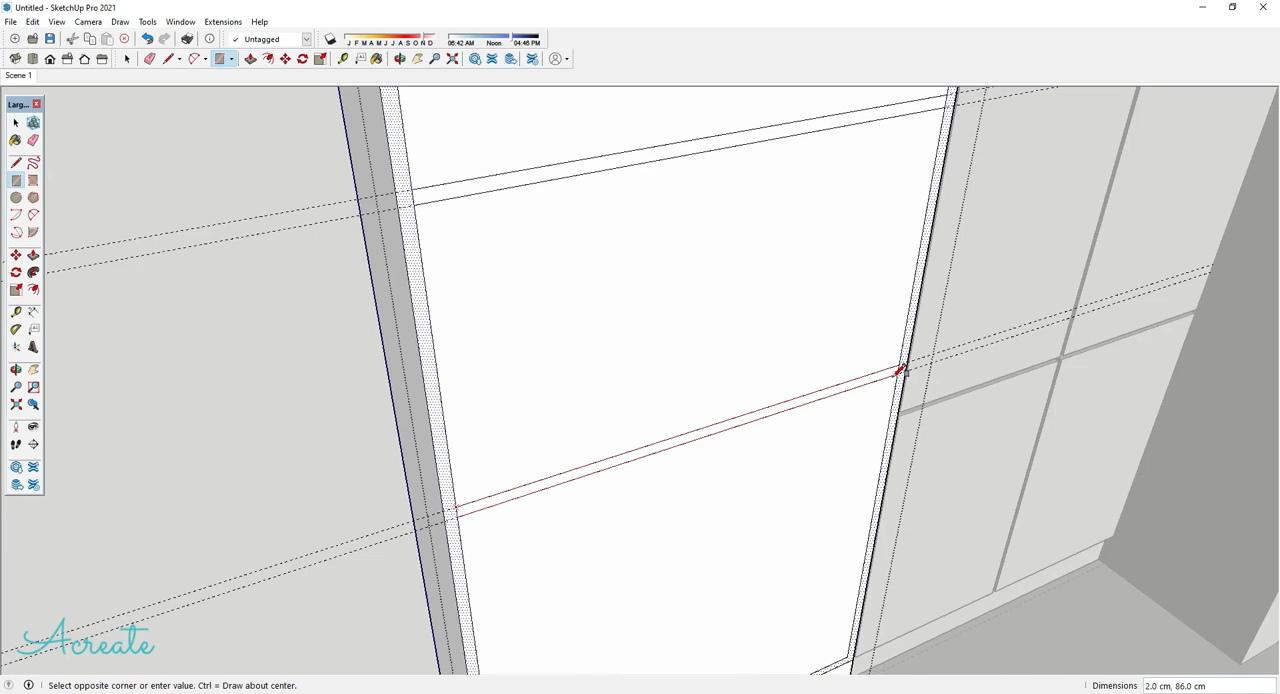 Untitled - SketchUp Pro 2021
File Edit View Camera Draw Tools Window Extensions Help
Untagged
J F M A M J J A S O N D
06:42 AM Noon 04:46 PM
Scene 1
Larg...
Acreate
Select opposite corner or enter value. Ctrl = Draw about center.
Dimensions 2.0 cm, 86.0 cm